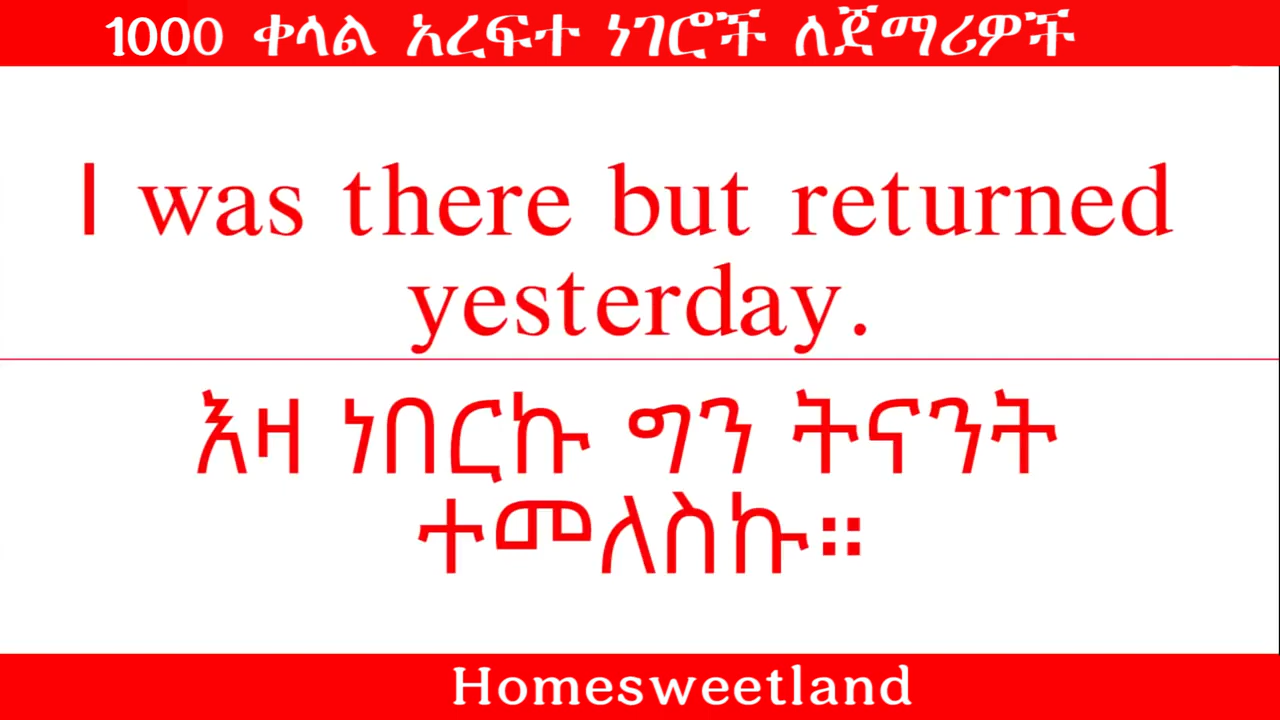 1000 ቀላል አረፍተ ነገሮች ለጀማሪዎች
I was there but returned
yesterday.
እዛ ነበርኩ ግን ትናንት
ተመለስኩ።
Homesweetland